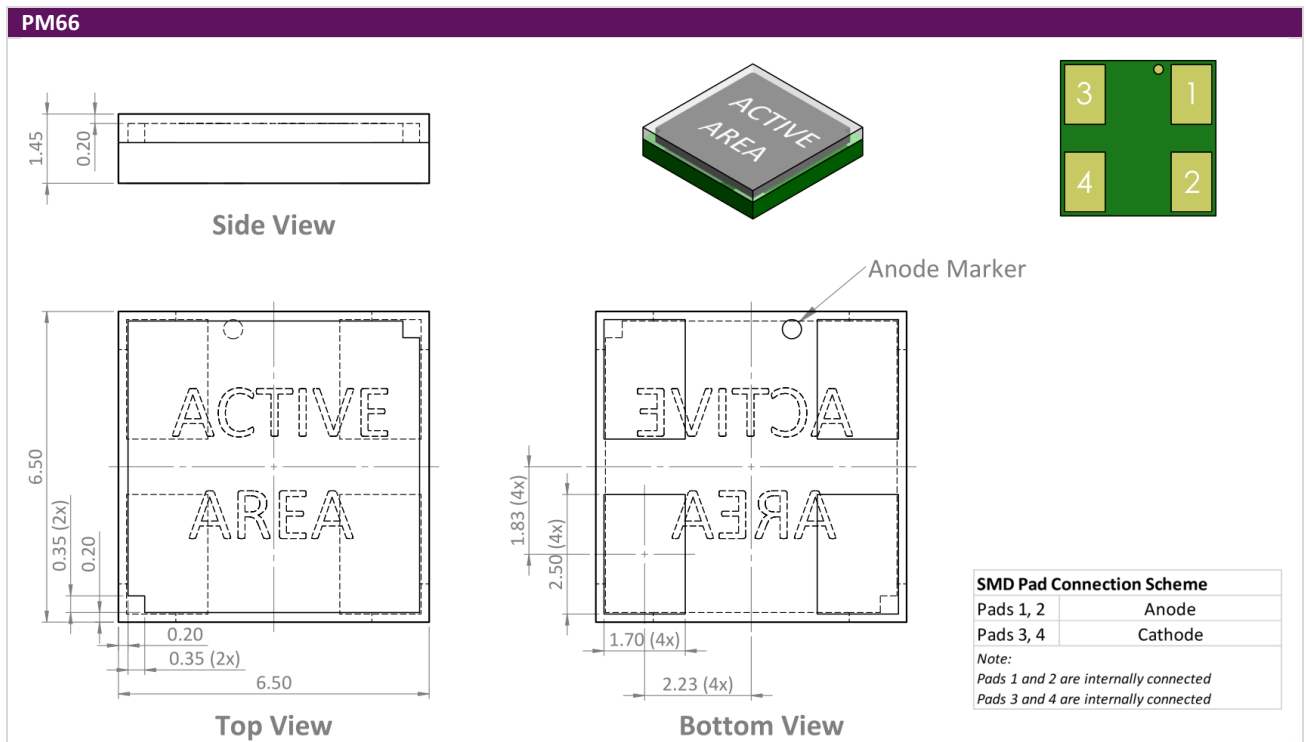 PM66
1.45
0.20
Side View
ACTIVE
AREA
3
1
4
2
Anode Marker
6.50
0.35 (2x)
0.20
ACTIVE
AREA
0.20
0.35 (2x)
6.50
Top View
ACTIVE
AREA
1.83 (4x)
2.50 (4x)
1.70 (4x)
2.23 (4x)
Bottom View
SMD Pad Connection Scheme
Pads 1, 2 Anode
Pads 3, 4 Cathode
Note:
Pads 1 and 2 are internally connected
Pads 3 and 4 are internally connected